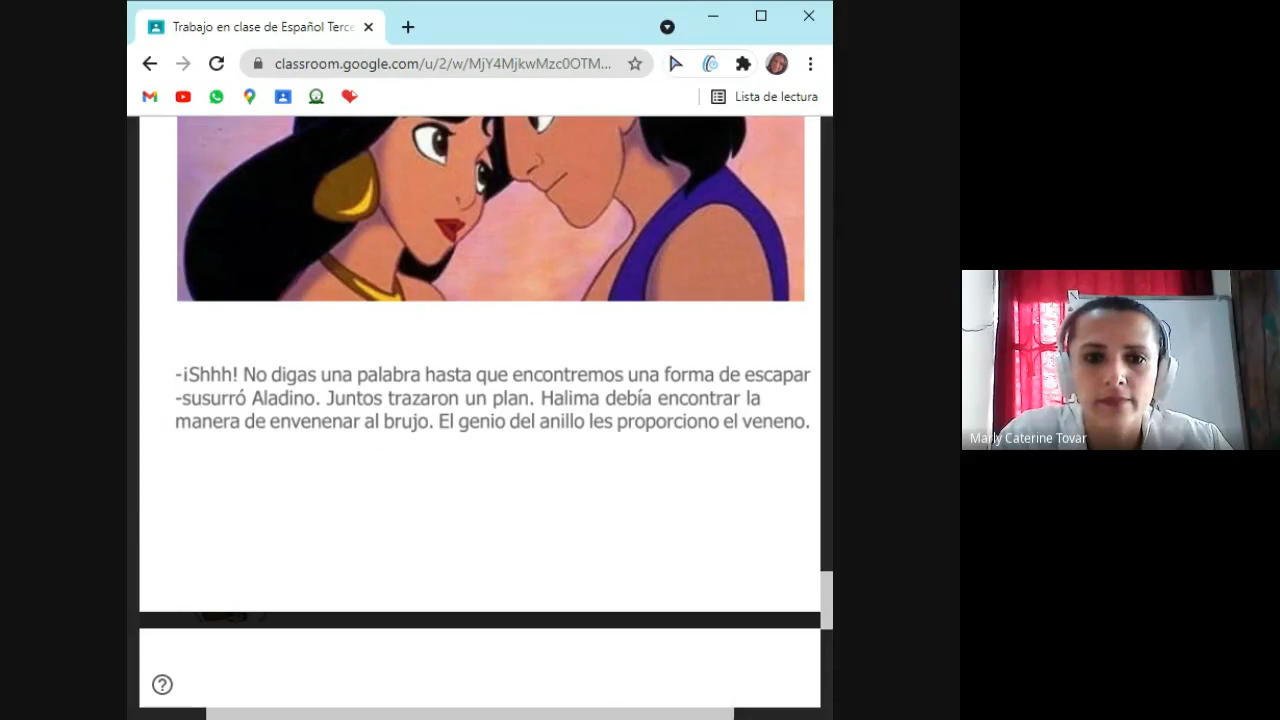 Trabajo en clase de Español Terce
classroom.google.com/u/2/w/MjY4MjkwMzc0OTM...
Lista de lectura
-¡Shhh! No digas una palabra hasta que encontremos una forma de escapar
-susurró Aladino. Juntos trazaron un plan. Halima debía encontrar la
manera de envenenar al brujo. El genio del anillo les proporciono el veneno.
Marly Caterine Tovar